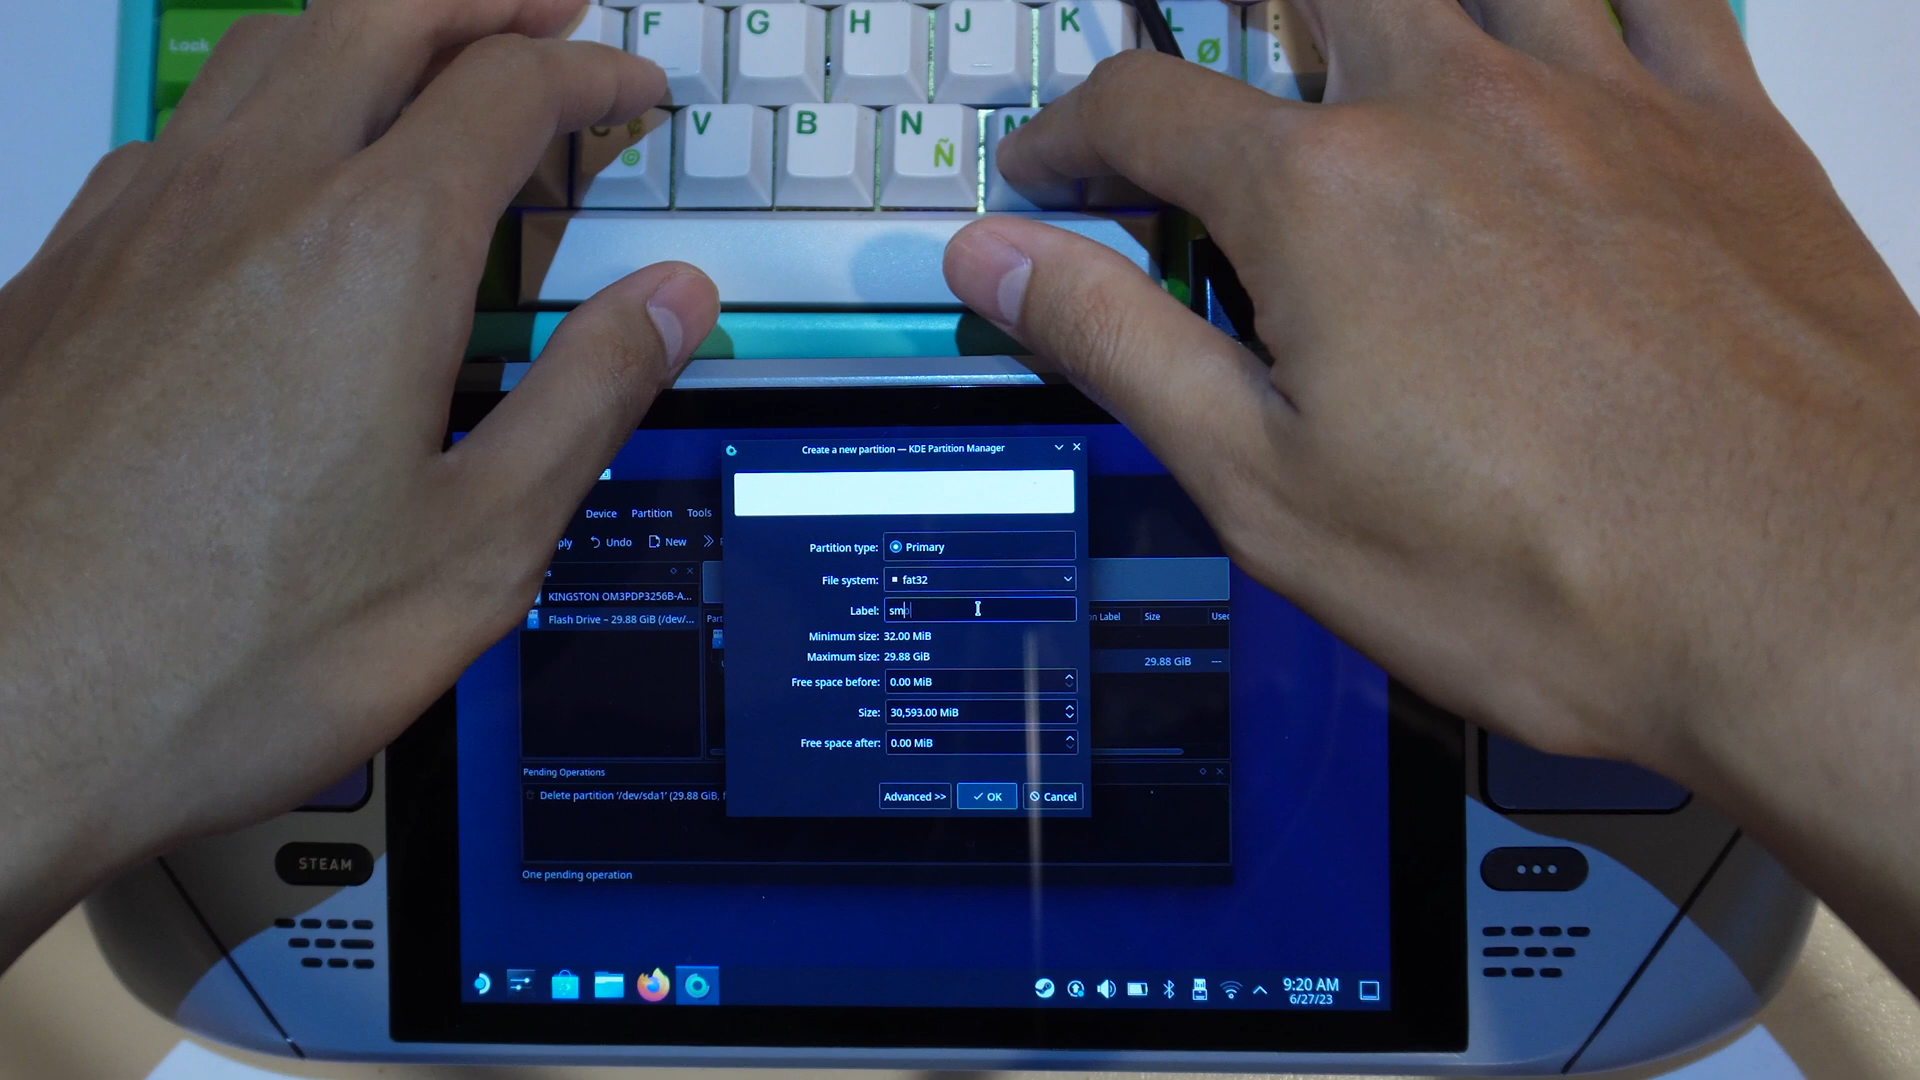 Lock
F G H J K L Ø : ;
C © V B N Ñ M
Create a new partition — KDE Partition Manager
Device Partition Tools
Undo New
Partition type: Primary
File system: fat32
KINGSTON OM3PDP3256B-A...
Label: sm
Flash Drive – 29.88 GiB (/dev/...
Label Size
Minimum size: 32.00 MiB
Maximum size: 29.88 GiB
29.88 GiB ---
Free space before: 0.00 MiB
Size: 30,593.00 MiB
Free space after: 0.00 MiB
Pending Operations
Delete partition '/dev/sda1' (29.88 GiB,
Advanced >> OK Cancel
One pending operation
STEAM
9:20 AM
6/27/23